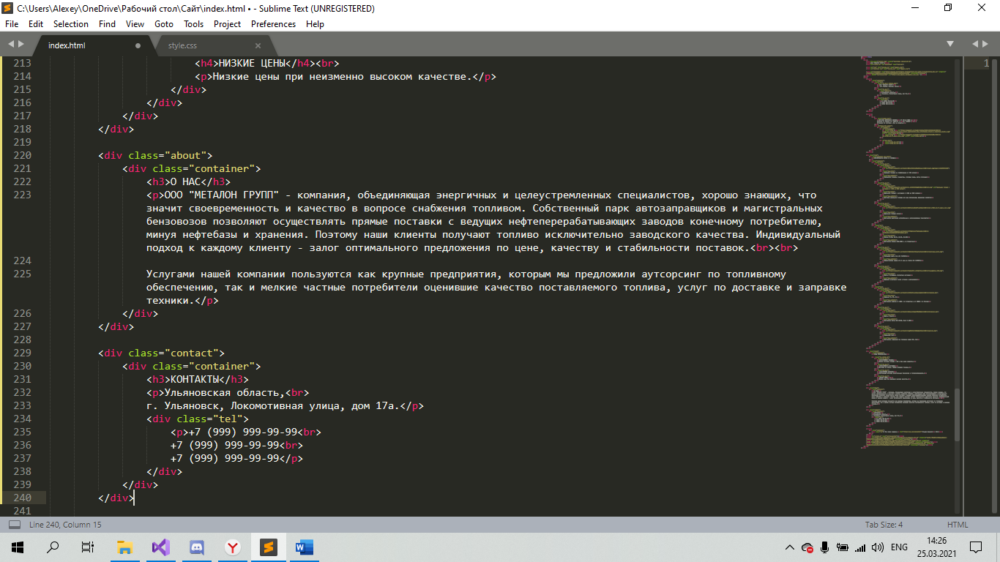 C:\Users\Alexey\OneDrive\Рабочий стол\Сайт\index.html • - Sublime Text (UNREGISTERED)
File Edit Selection Find View Goto Tools Project Preferences Help
index.html style.css
213 <h4>НИЗКИЕ ЦЕНЫ</h4><br>
214 <p>Низкие цены при неизменно высоком качестве.</p>
215 </div>
216 </div>
217 </div>
218 </div>
219
220 <div class="about">
221 <div class="container">
222 <h3>О НАС</h3>
223 <p>ООО "МЕТАЛОН ГРУПП" - компания, объединяющая энергичных и целеустремленных специалистов, хорошо знающих, что
значит своевременность и качество в вопросе снабжения топливом. Собственный парк автозаправщиков и магистральных
бензовозов позволяют осуществлять прямые поставки с ведущих нефтеперерабатывающих заводов конечному потребителю,
минуя нефтебазы и хранения. Поэтому наши клиенты получают топливо исключительно заводского качества. Индивидуальный
подход к каждому клиенту - залог оптимального предложения по цене, качеству и стабильности поставок.<br><br>
224
225 Услугами нашей компании пользуются как крупные предприятия, которым мы предложили аутсорсинг по топливному
обеспечению, так и мелкие частные потребители оценившие качество поставляемого топлива, услуг по доставке и заправке
техники.</p>
226 </div>
227 </div>
228
229 <div class="contact">
230 <div class="container">
231 <h3>КОНТАКТЫ</h3>
232 <p>Ульяновская область,<br>
233 г. Ульяновск, Локомотивная улица, дом 17а.</p>
234 <div class="tel">
235 <p>+7 (999) 999-99-99<br>
236 +7 (999) 999-99-99<br>
237 +7 (999) 999-99-99</p>
238 </div>
239 </div>
240 </div>
241
1
Line 240, Column 15 Tab Size: 4 HTML
ENG
14:26
25.03.2021